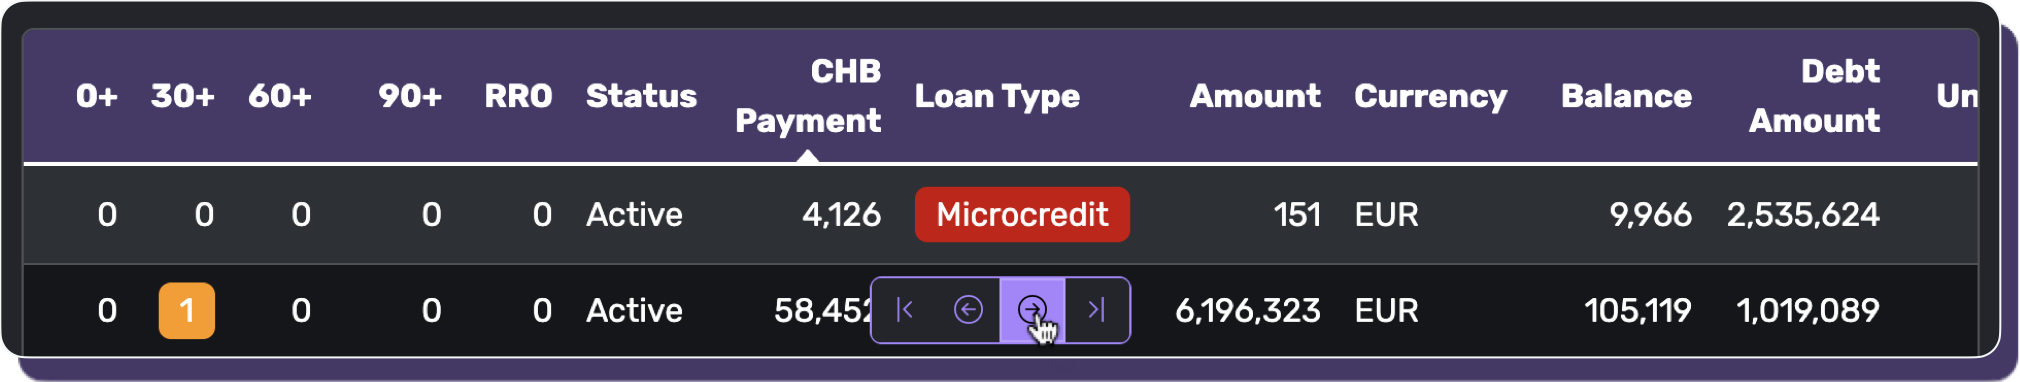 0+ 30+ 60+ 90+ RRO Status CHB Payment Loan Type Amount Currency Balance Debt Amount Un
0 0 0 0 0 Active 4,126 Microcredit 151 EUR 9,966 2,535,624
0 1 0 0 0 Active 58,452 6,196,323 EUR 105,119 1,019,089